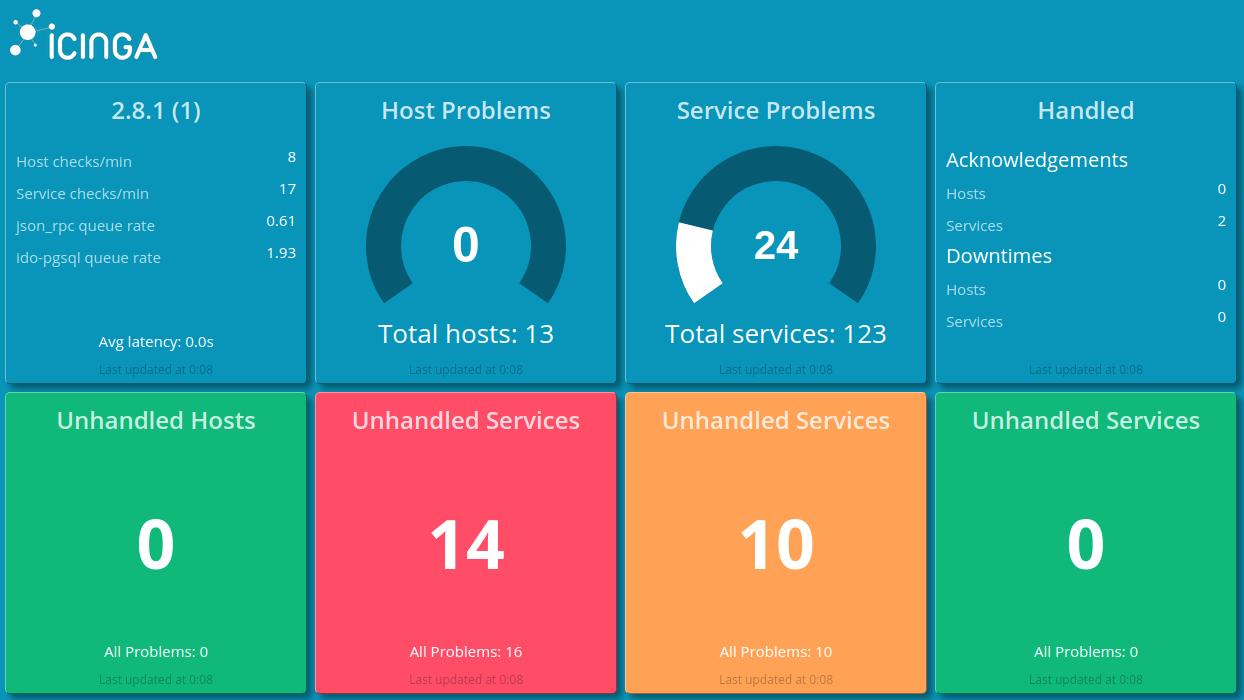 ICINGA
2.8.1 (1)
Host checks/min 8
Service checks/min 17
json_rpc queue rate 0.61
ido-pgsql queue rate 1.93
Avg latency: 0.0s
Last updated at 0:08
Host Problems
0
Total hosts: 13
Last updated at 0:08
Service Problems
24
Total services: 123
Last updated at 0:08
Handled
Acknowledgements
Hosts 0
Services 2
Downtimes
Hosts 0
Services 0
Last updated at 0:08
Unhandled Hosts
0
All Problems: 0
Last updated at 0:08
Unhandled Services
14
All Problems: 16
Last updated at 0:08
Unhandled Services
10
All Problems: 10
Last updated at 0:08
Unhandled Services
0
All Problems: 0
Last updated at 0:08